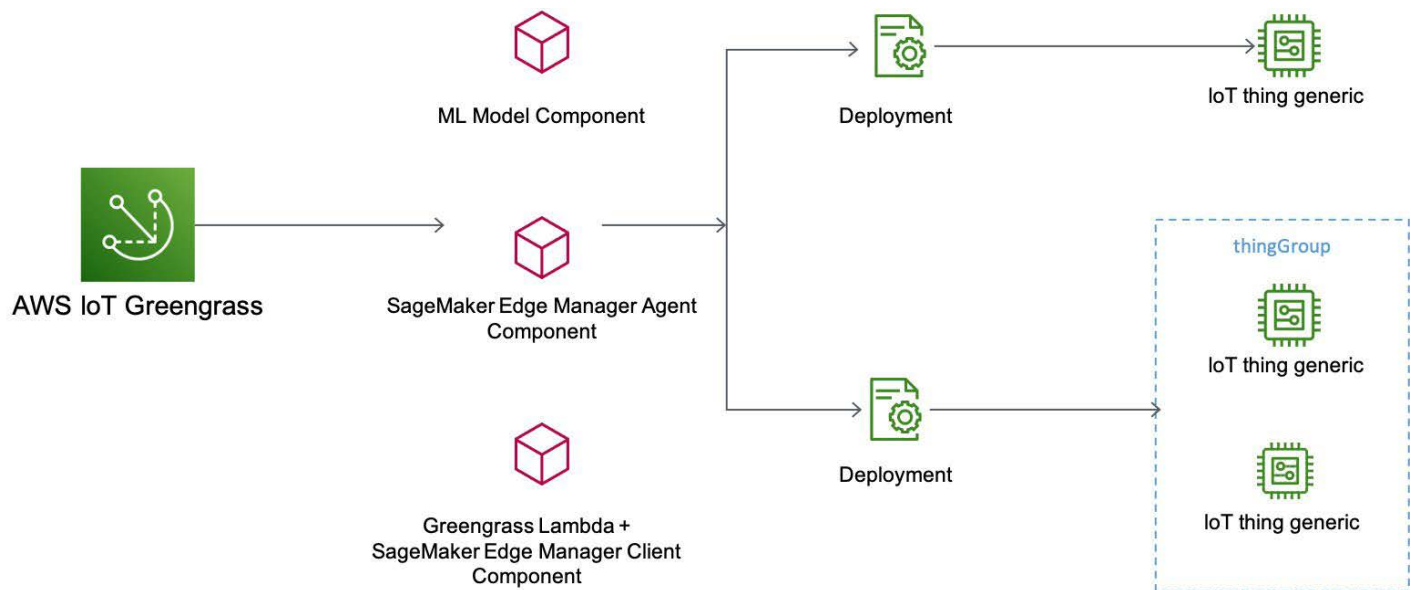 ML Model Component
Deployment
IoT thing generic
AWS IoT Greengrass
SageMaker Edge Manager Agent
Component
thingGroup
IoT thing generic
Deployment
IoT thing generic
Greengrass Lambda +
SageMaker Edge Manager Client
Component